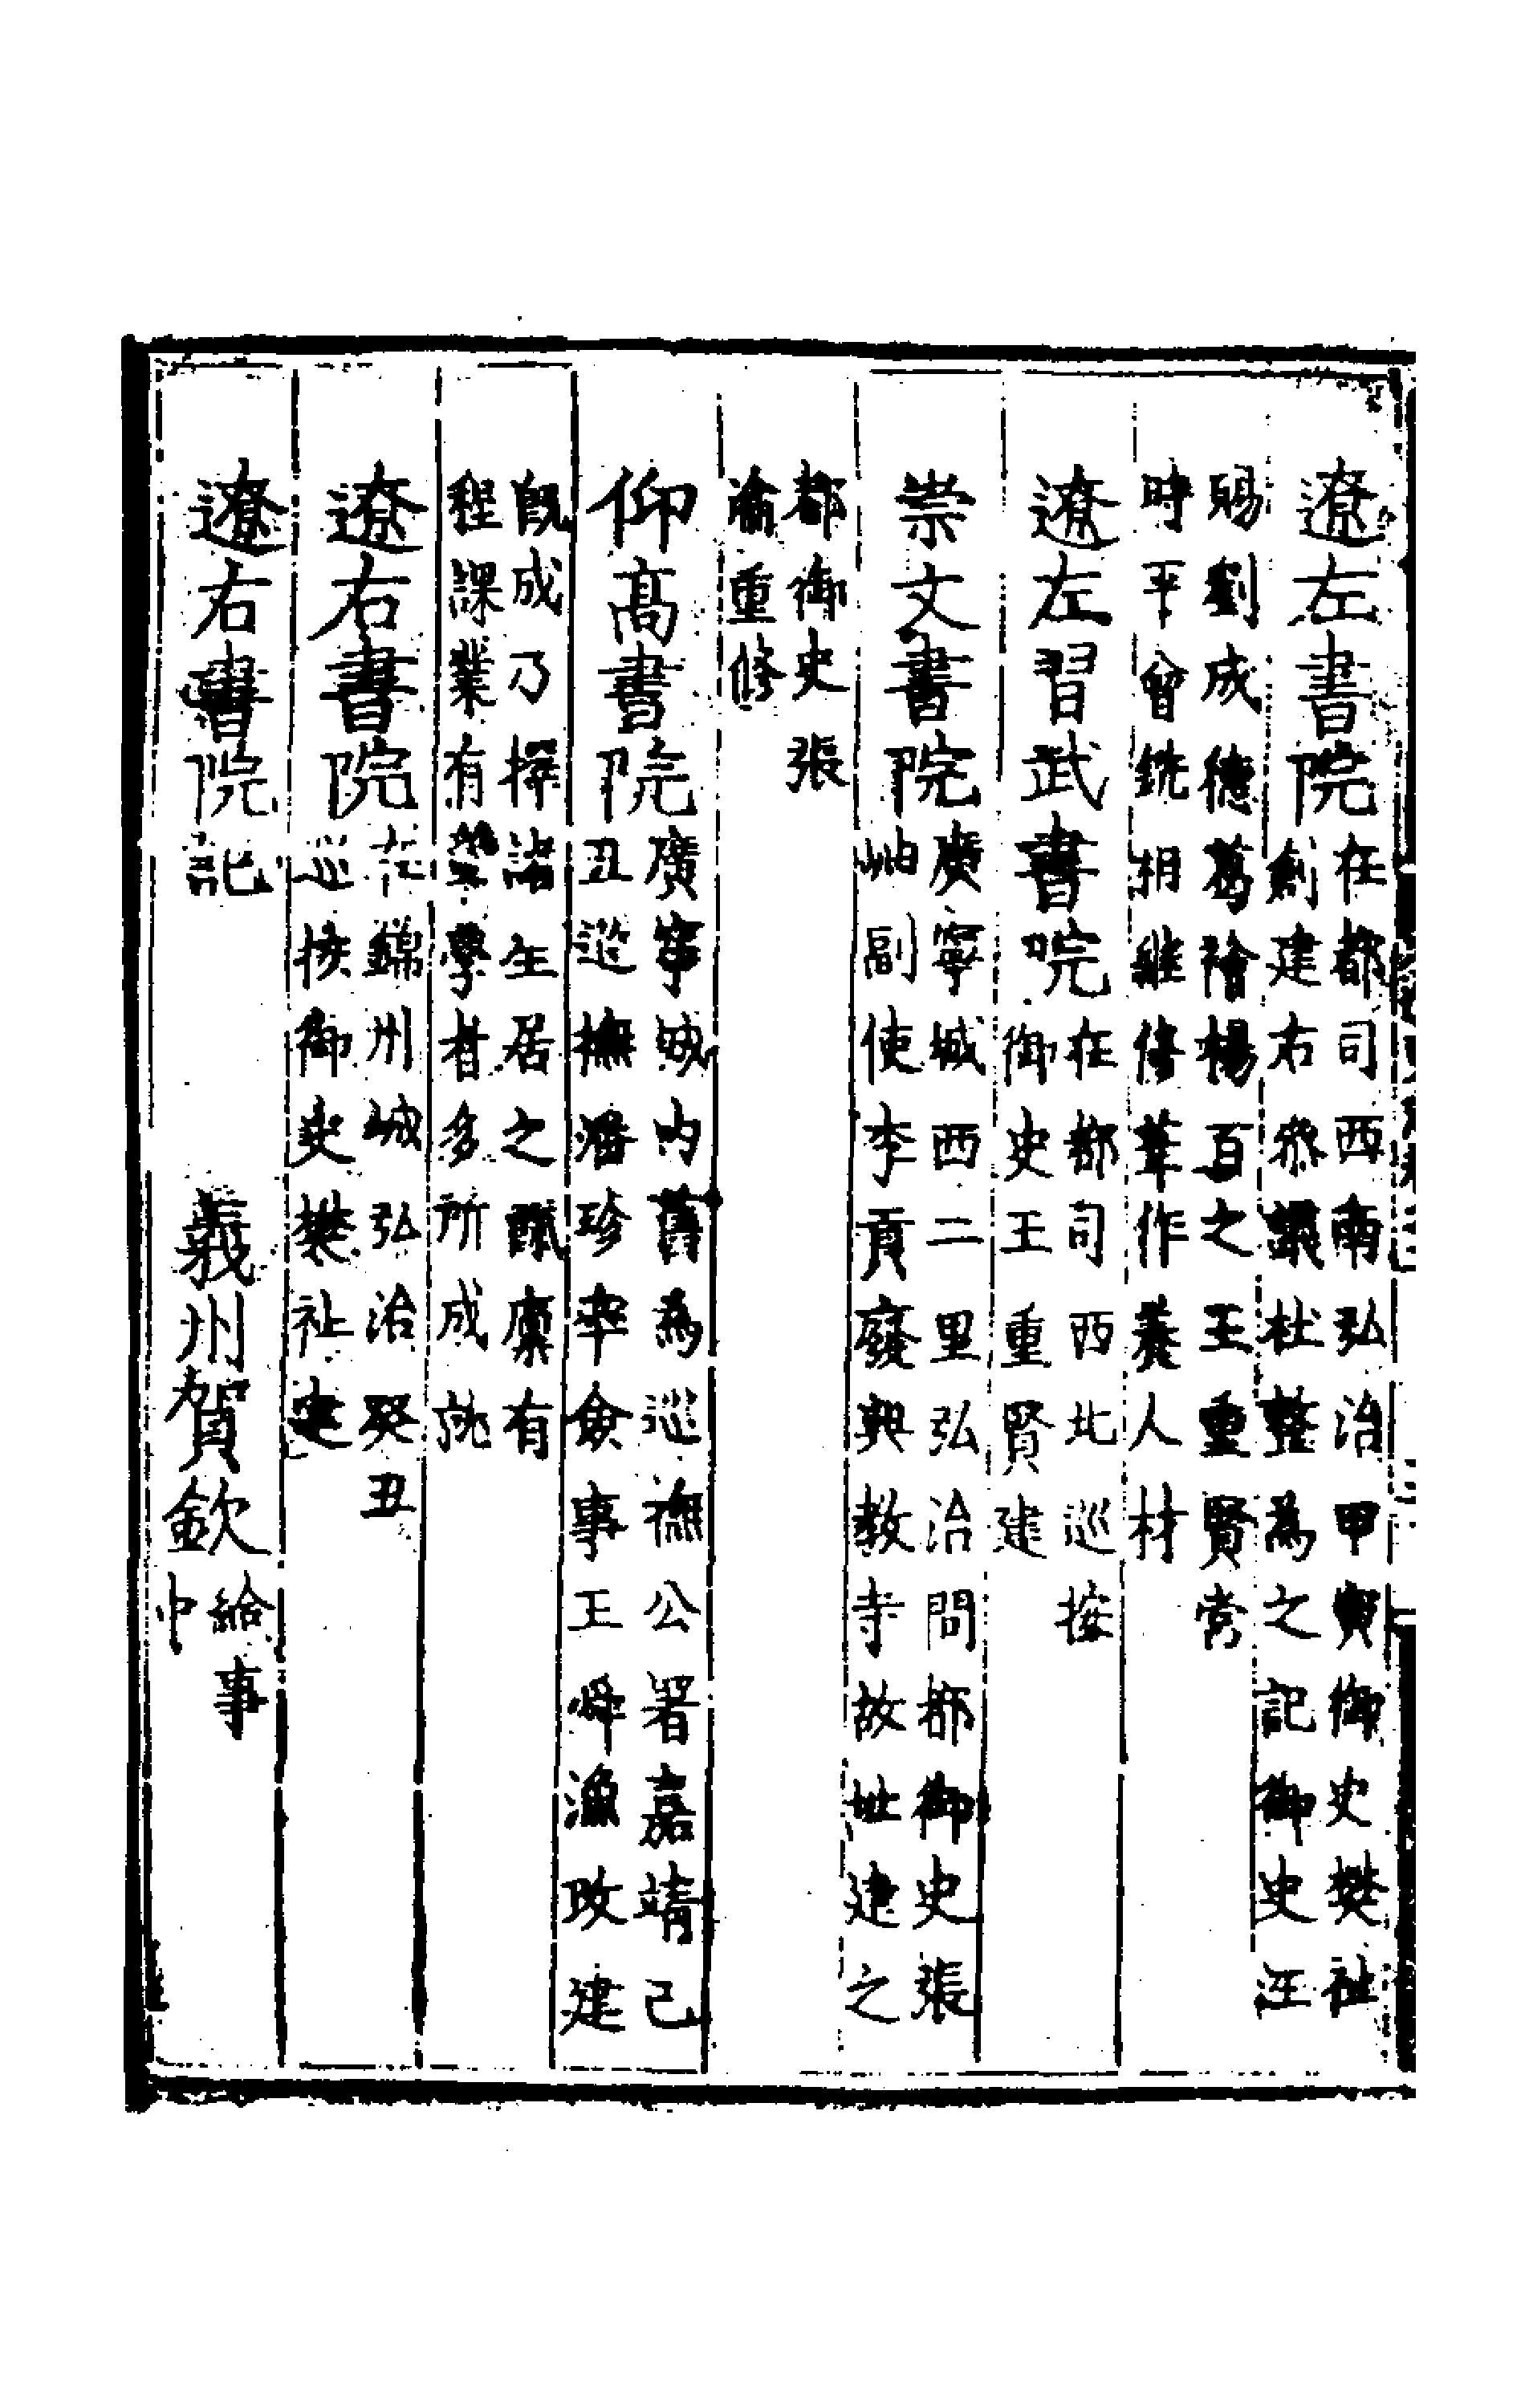 遼左書院在都司西南弘治甲寅御史樊祉
創建右參議杜整為之記御史汪
賜劉成德葛禬楊百之王重賢常
時平曾銑相繼修葺作養人材
遼左習武書院在都司西北巡按
御史王重賢建
崇文書院廣寧城西二里弘治間都御史張
岫副使李貢廢興教寺故址建之
都御史張
瀹重修
仰高書院廣寧城內舊為巡撫公署嘉靖己
丑巡撫潘珍率僉事王舜漁改建
既成乃擇諸生居之餼廩有
程課業有學者多所成就
遼右書院在錦州城弘治癸丑
巡按御史樊祉建
遼右書院記 義州賀欽給事
中